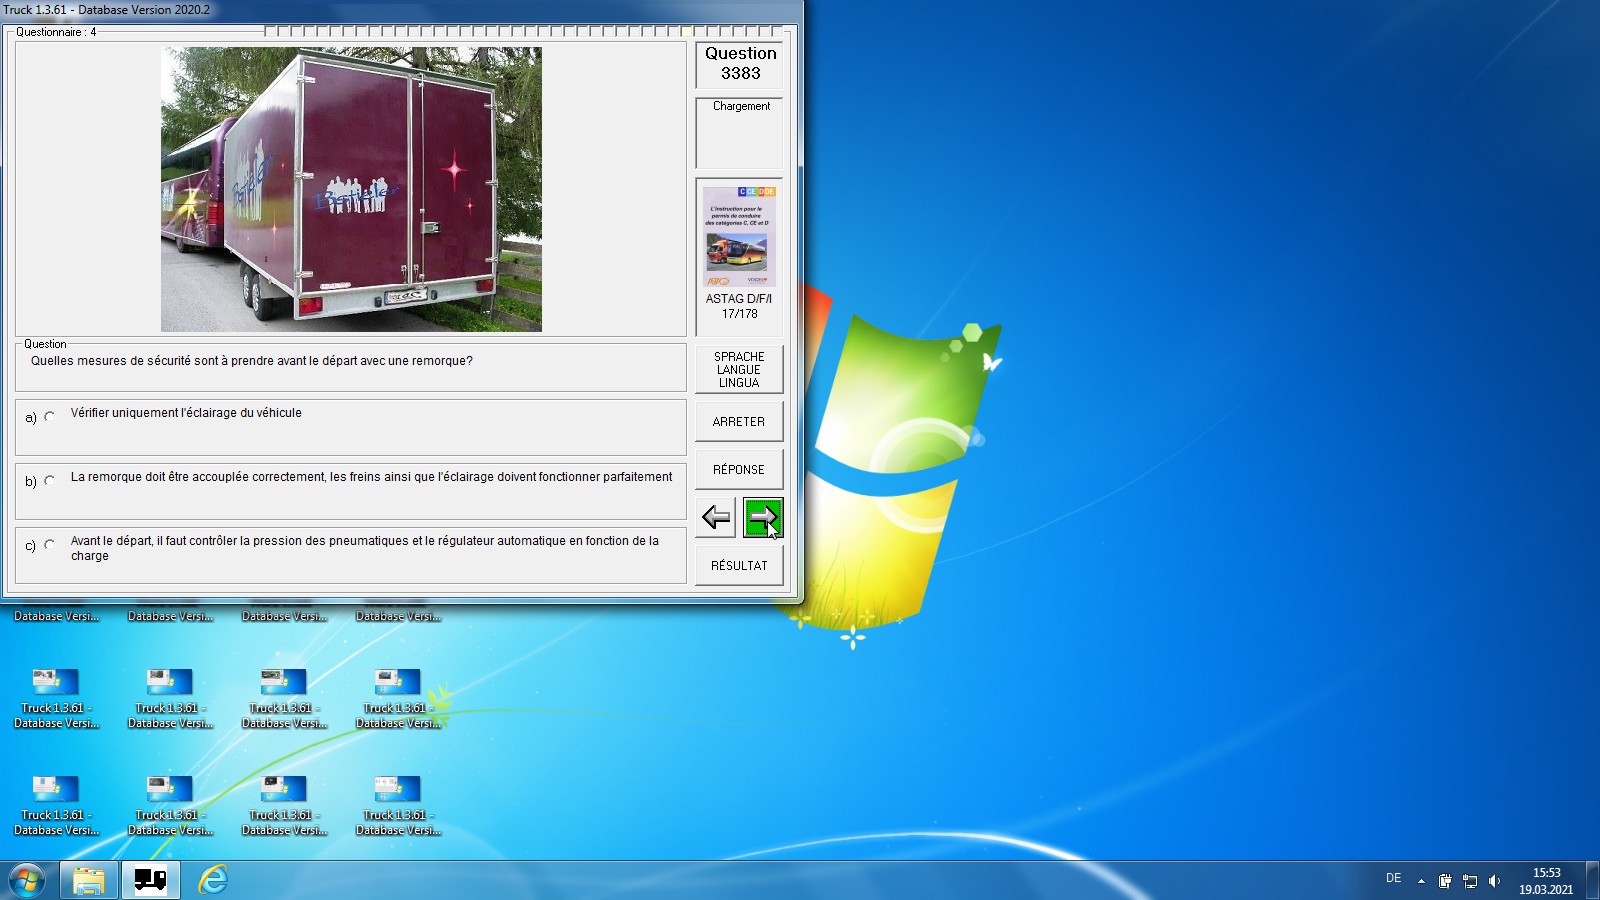 Truck 1.3.61 - Database Version 2020.2
Questionnaire : 4
Question
3383
Chargement
C CE D DE
L'instruction pour le
permis de conduire
des catégories C, CE et D
ASTAG D/F/I
17/178
Question
Quelles mesures de sécurité sont à prendre avant le départ avec une remorque?
a)
Vérifier uniquement l'éclairage du véhicule
b)
La remorque doit être accouplée correctement, les freins ainsi que l'éclairage doivent fonctionner parfaitement
c)
Avant le départ, il faut contrôler la pression des pneumatiques et le régulateur automatique en fonction de la
charge
SPRACHE
LANGUE
LINGUA
ARRETER
RÉPONSE
RÉSULTAT
Database Versi...
Database Versi...
Database Versi...
Database Versi...
Truck 1.3.61 -
Database Versi...
Truck 1.3.61 -
Database Versi...
Truck 1.3.61 -
Database Versi...
Truck 1.3.61 -
Database Versi...
Truck 1.3.61 -
Database Versi...
Truck 1.3.61 -
Database Versi...
Truck 1.3.61 -
Database Versi...
Truck 1.3.61 -
Database Versi...
DE
15:53
19.03.2021